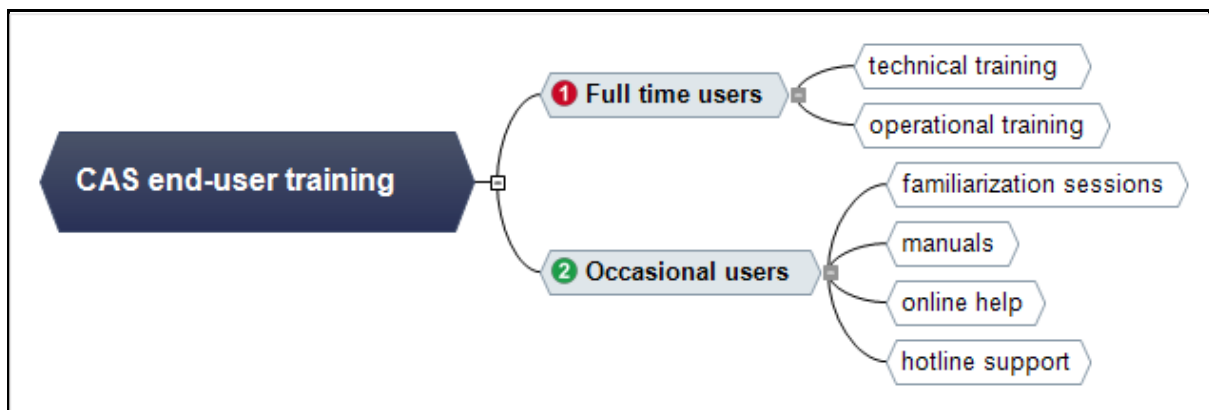 CAS end-user training
1 Full time users
technical training
operational training
2 Occasional users
familiarization sessions
manuals
online help
hotline support